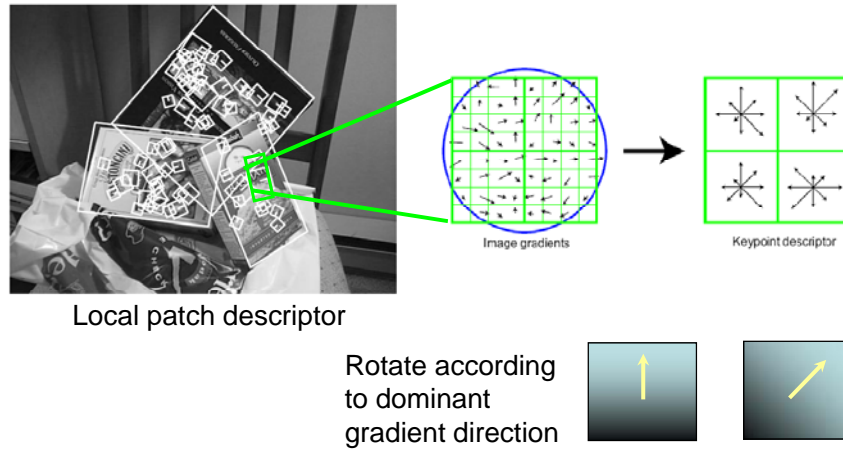 Image gradients
Keypoint descriptor
Local patch descriptor
Rotate according
to dominant
gradient direction